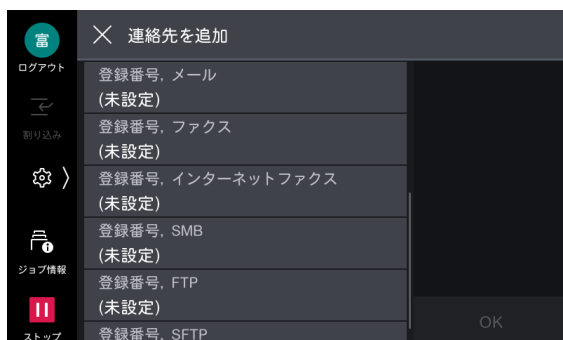 富
ログアウト
割り込み
ジョブ情報
ストップ
連絡先を追加
登録番号, メール
(未設定)
登録番号, ファクス
(未設定)
登録番号, インターネットファクス
(未設定)
登録番号, SMB
(未設定)
登録番号, FTP
(未設定)
登録番号, SFTP
OK